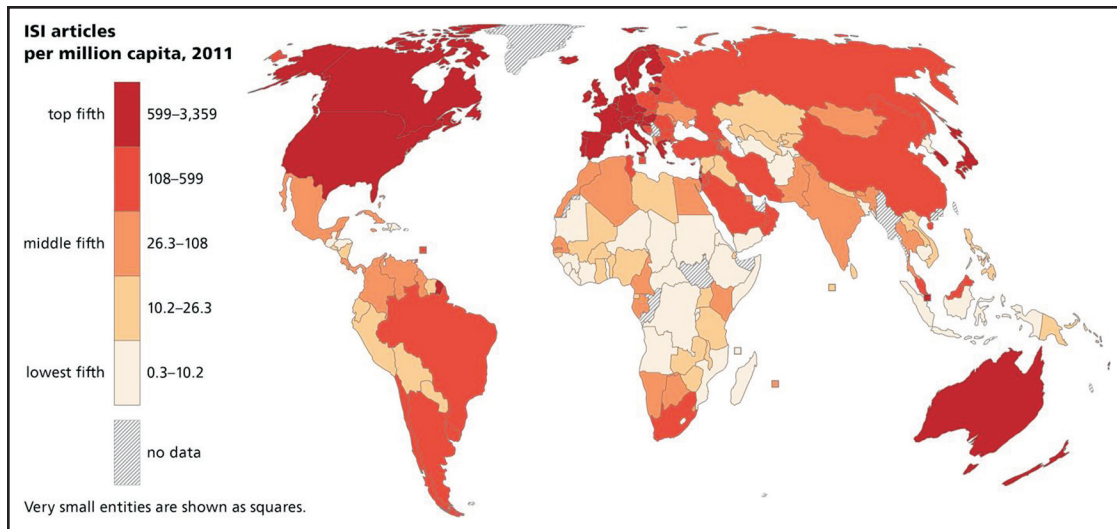 ISI articles
per million capita, 2011
top fifth 599–3,359
108–599
middle fifth 26.3–108
10.2–26.3
lowest fifth 0.3–10.2
no data
Very small entities are shown as squares.